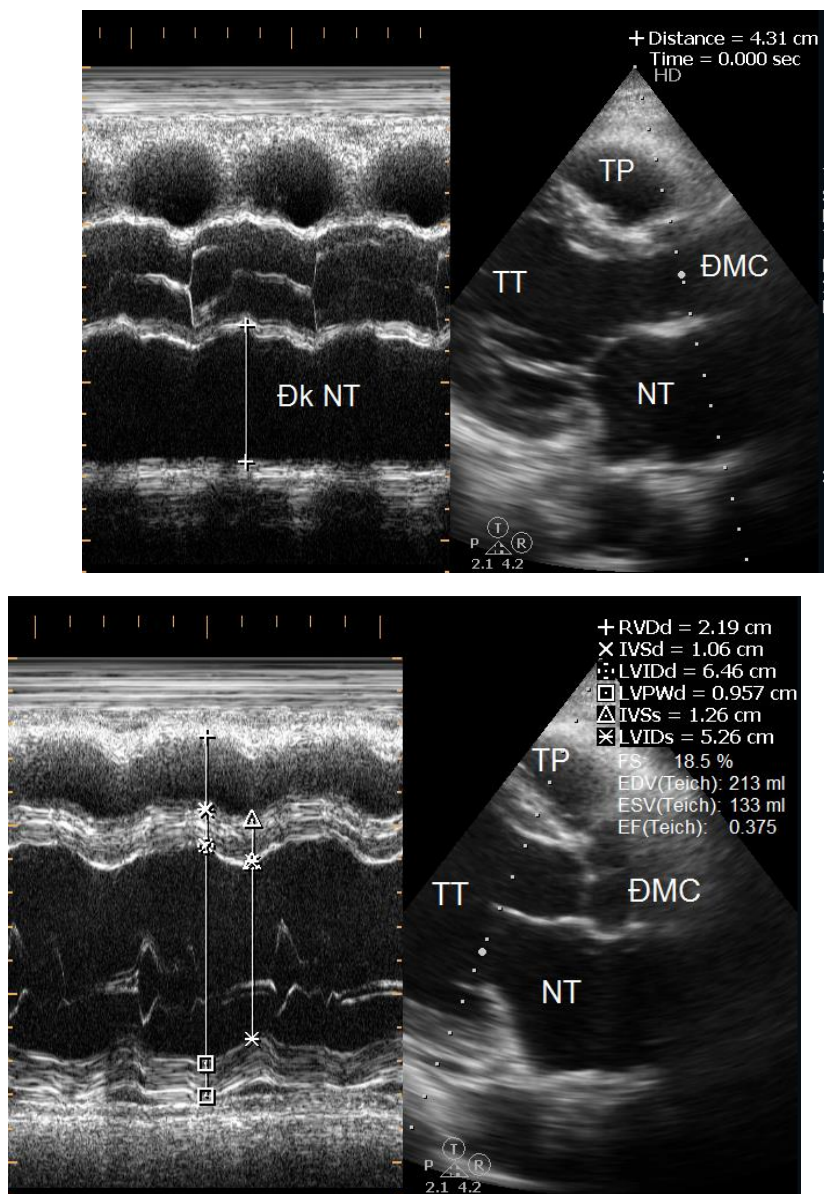 + Distance = 4.31 cm
Time = 0.000 sec
HD
TP
ĐMC
TT
NT
Đk NT
T
P R
2.1 4.2
+ RVDd = 2.19 cm
× IVSd = 1.06 cm
LVIDd = 6.46 cm
LVPWd = 0.957 cm
IVSs = 1.26 cm
LVIDs = 5.26 cm
FS: 18.5 %
EDV(Teich): 213 ml
ESV(Teich): 133 ml
EF(Teich): 0.375
TP
TT
ĐMC
NT
T
P R
2.1 4.2